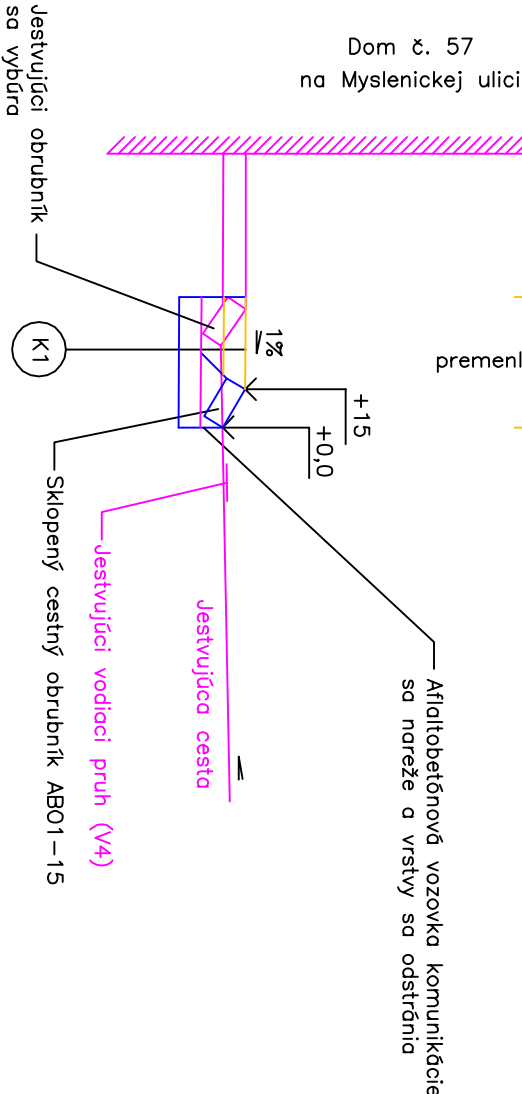 Dom č. 57
na Myslenickej ulici
Jestvujúci obrubník
sa vybúra
K1
1%
premenl
+15
+0,0
Sklopený cestný obrubník ABO1-15
Jestvujúci vodiaci pruh (V4)
Jestvujúca cesta
Aflaltobetónová vozovka komunikácie
sa nareže a vrstvy sa odstránia